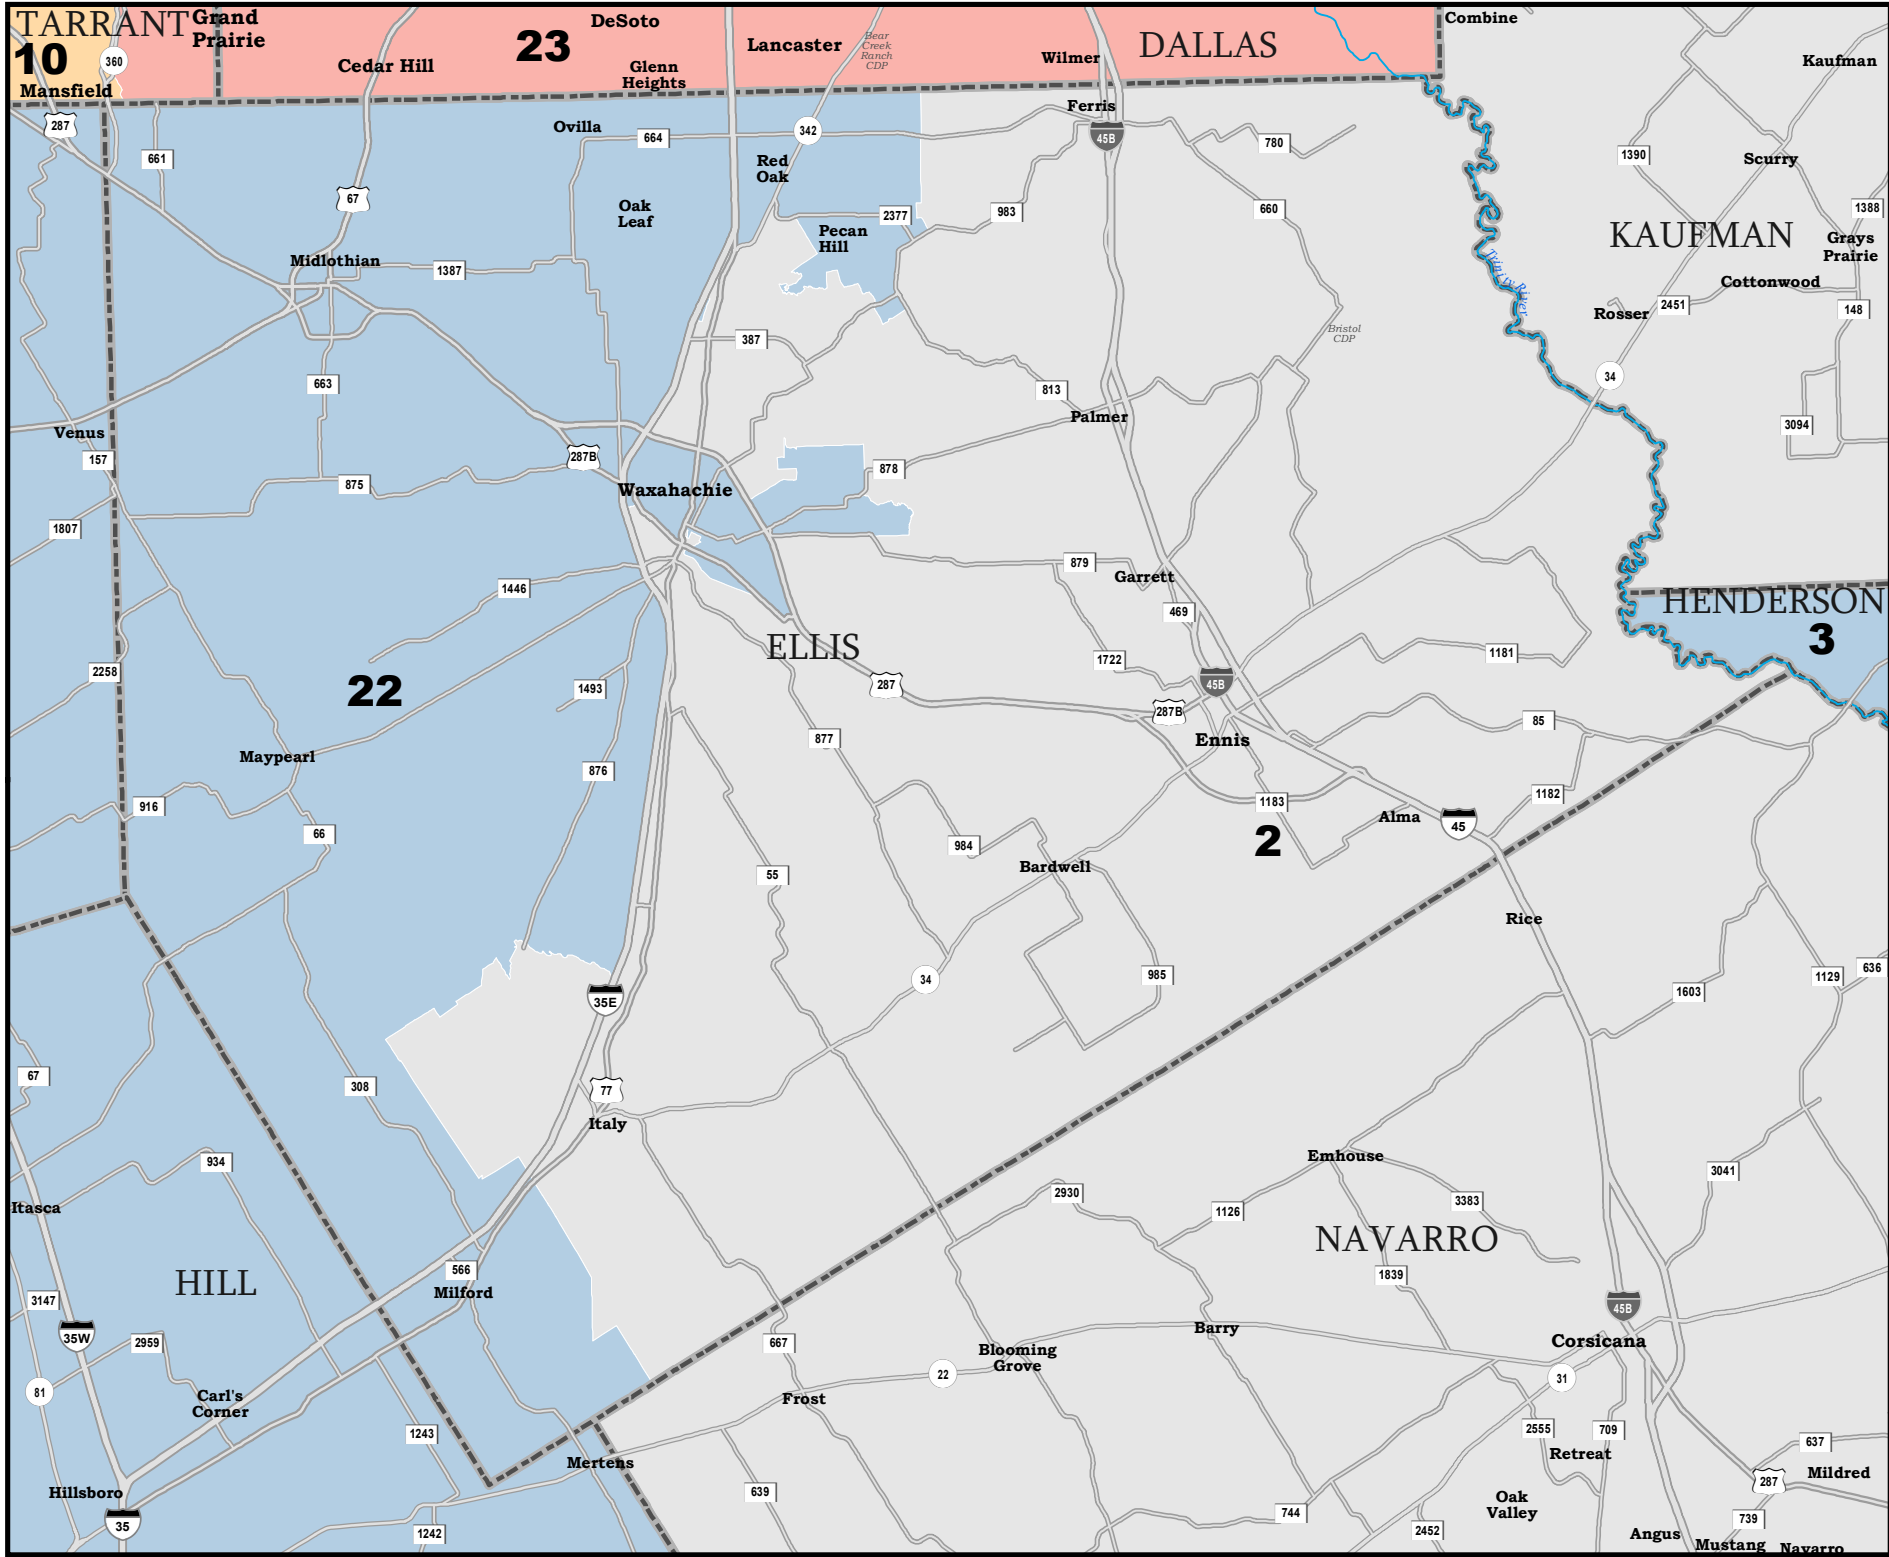 TARRANT
Grand
Prairie
DeSoto
Combine
10
360
Cedar Hill
23
Glenn
Heights
Lancaster
Bear
Creek
Ranch
CDP
Wilmer
DALLAS
Kaufman
Mansfield
287
661
Ovilla
664
342
Ferris
45B
780
1390
Scurry
Red
Oak
67
Oak
Leaf
2377
983
660
1388
Pecan
Hill
KAUFMAN
Grays
Prairie
Midlothian
1387
Trinity River
Cottonwood
2451
148
Rosser
387
Bristol
CDP
663
813
34
Palmer
3094
Venus
157
287B
878
875
Waxahachie
1807
879
Garrett
1446
469
HENDERSON
3
ELLIS
1722
1181
2258
22
1493
287
45B
287B
85
877
Ennis
Maypearl
876
1182
916
1183
66
984
2
Alma
45
55
Bardwell
Rice
34
985
1129
636
1603
35E
67
308
77
Italy
934
Emhouse
3041
Itasca
2930
1126
3383
NAVARRO
HILL
566
1839
Milford
3147
45B
35W
2959
667
Barry
Corsicana
Blooming
Grove
81
Carl's
Corner
22
31
Frost
1243
2555
709
Retreat
637
Mertens
Mildred
287
Hillsboro
639
Oak
Valley
744
739
35
1242
2452
Angus
Mustang
Navarro